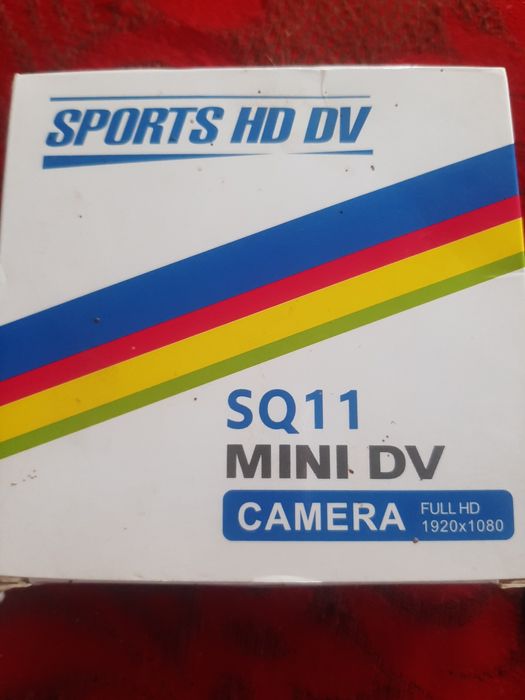 SPORTS HD DV
SQ11
MINI DV
CAMERA
FULL HD
1920x1080